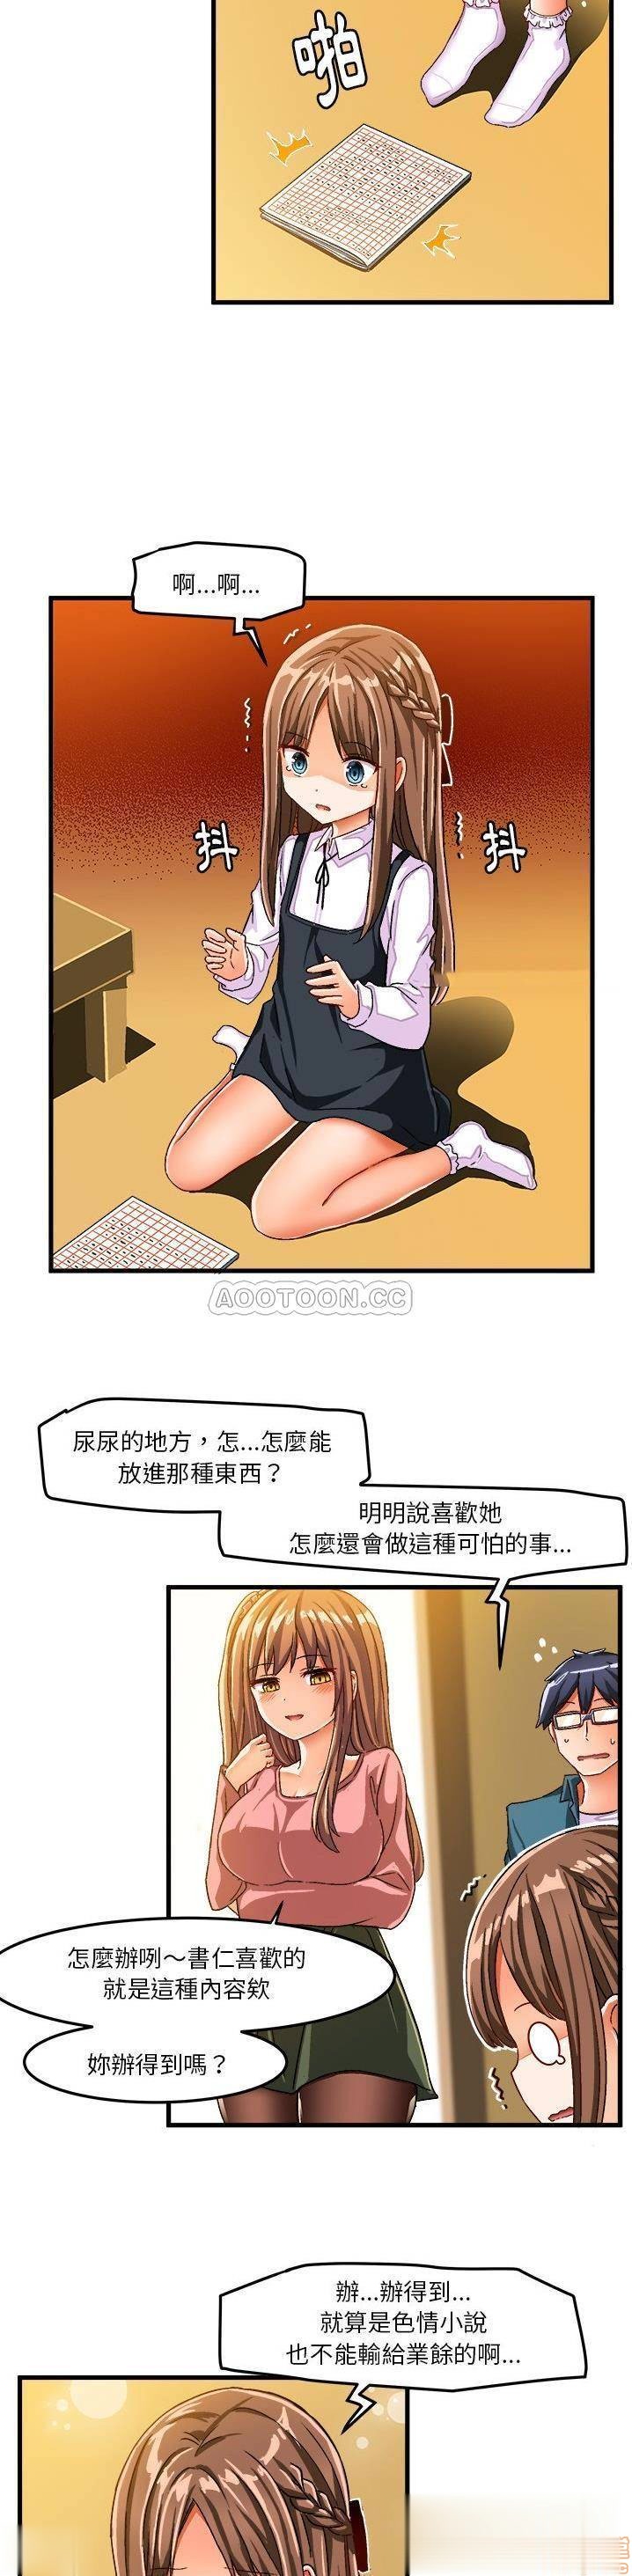 啪
啊...啊...
抖
抖
AOOTOON.CC
尿尿的地方，怎...怎麼能
放進那種東西？
明明說喜歡她
怎麼還會做這種可怕的事...
怎麼辦咧～書仁喜歡的
就是這種內容欸
妳辦得到嗎？
辦...辦得到...
就算是色情小說
也不能輸給業餘的啊...